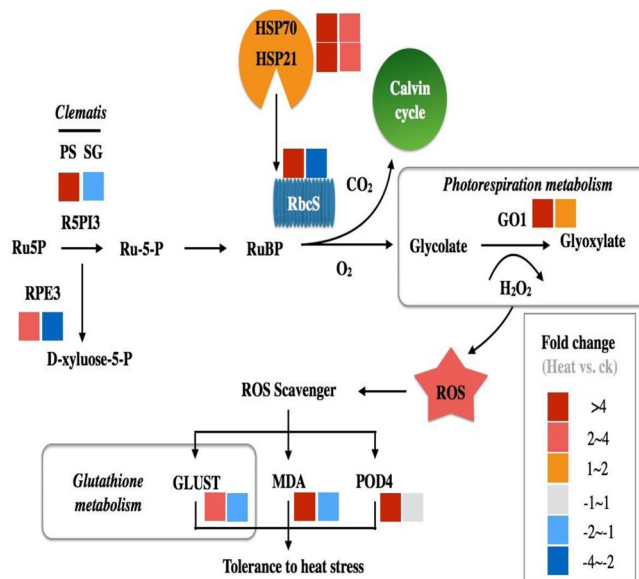 HSP70
HSP21
Calvin
cycle
Clematis
PS SG
R5PI3
RbcS
CO₂
Photorespiration metabolism
GO1
Ru5P
Ru-5-P
RuBP
O₂
Glycolate
Glyoxylate
H₂O₂
RPE3
D-xyluose-5-P
Fold change
(Heat vs. ck)
>4
2~4
1~2
-1~1
-2~-1
-4~-2
ROS
ROS Scavenger
Glutathione
metabolism
GLUST
MDA
POD4
Tolerance to heat stress